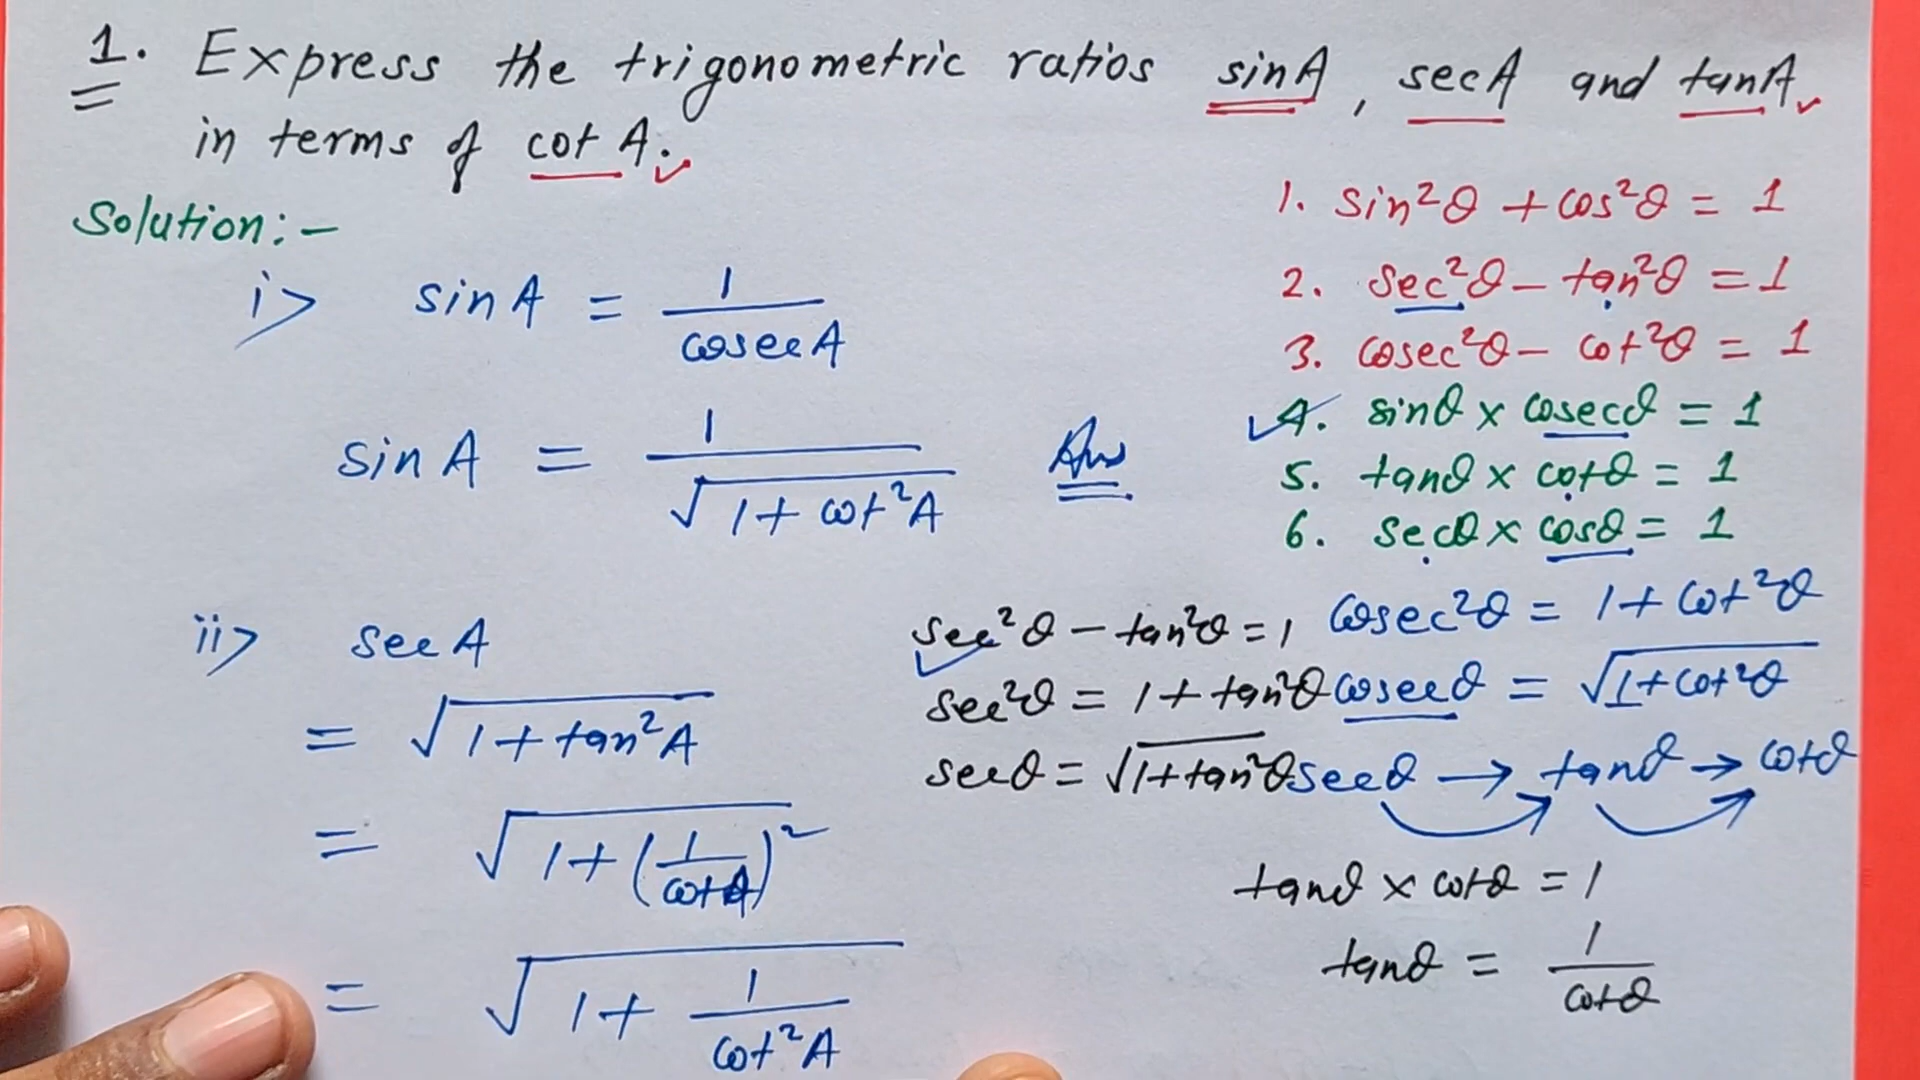 1. Express the trigonometric ratios sinA, secA and tanA
in terms of cot A.
Solution:-
i> sinA = 1/cosecA
sinA = 1/√(1 + cot²A) Ans
ii> secA
= √(1 + tan²A)
= √(1 + (1/cotA)²)
= √(1 + 1/cot²A)
1. sin²θ + cos²θ = 1
2. sec²θ - tan²θ = 1
3. cosec²θ - cot²θ = 1
4. sinθ × cosecθ = 1
5. tanθ × cotθ = 1
6. secθ × cosθ = 1
cosec²θ = 1 + cot²θ
cosecθ = √(1 + cot²θ)
sec²θ - tan²θ = 1
sec²θ = 1 + tan²θ
secθ = √(1 + tan²θ)
secθ → tanθ → cotθ
tanθ × cotθ = 1
tanθ = 1/cotθ